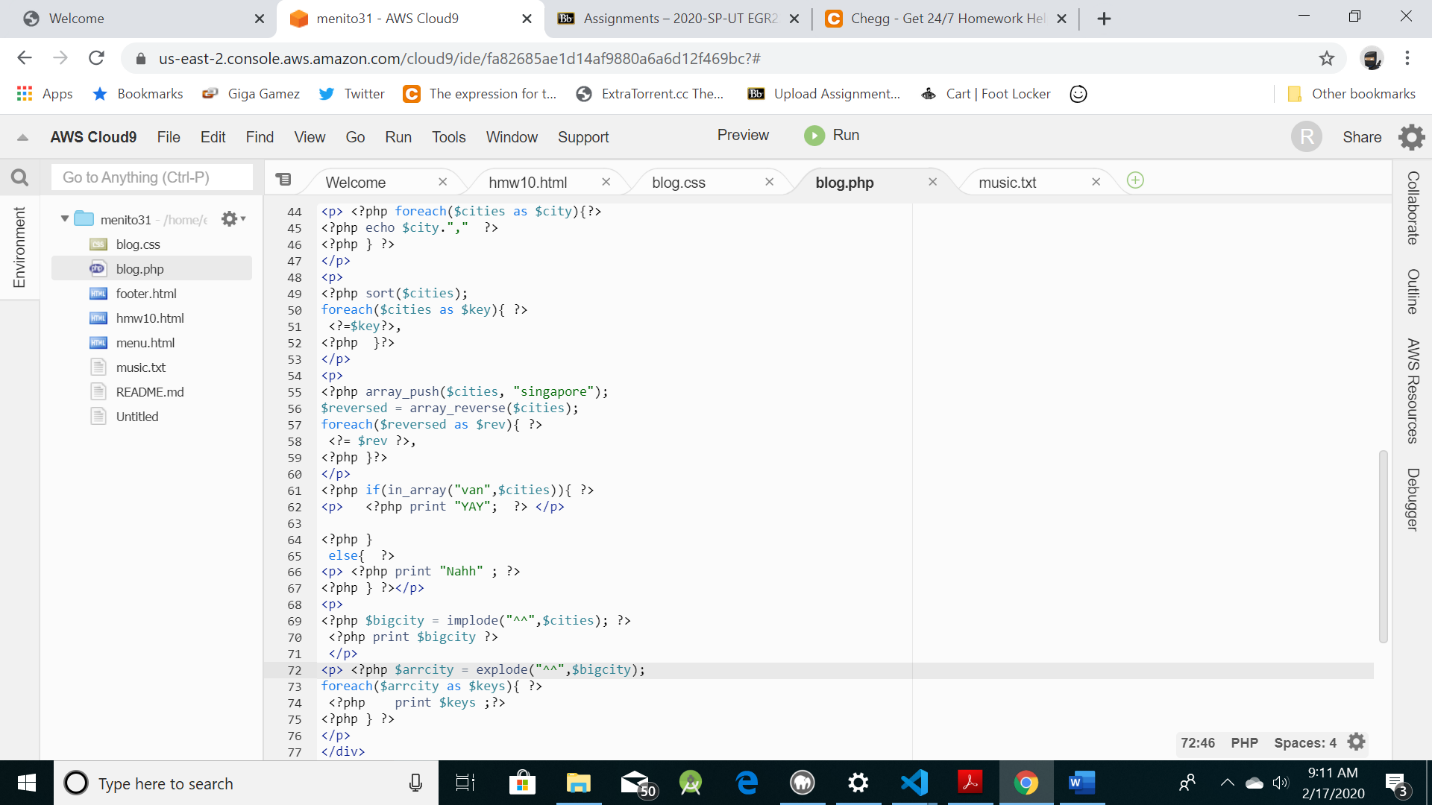 Welcome
menito31 - AWS Cloud9
Assignments – 2020-SP-UT EGR2
Chegg - Get 24/7 Homework Hel
us-east-2.console.aws.amazon.com/cloud9/ide/fa82685ae1d14af9880a6a6d12f469bc?#
Apps Bookmarks Giga Gamez Twitter The expression for t... ExtraTorrent.cc The... Upload Assignment... Cart | Foot Locker Other bookmarks
AWS Cloud9 File Edit Find View Go Run Tools Window Support Preview Run R Share
Go to Anything (Ctrl-P)
Welcome hmw10.html blog.css blog.php music.txt
Environment
menito31 - /home/e
blog.css
blog.php
footer.html
hmw10.html
menu.html
music.txt
README.md
Untitled
44 <p> <?php foreach($cities as $city){?>
45 <?php echo $city.","  ?>
46 <?php } ?>
47 </p>
48 <p>
49 <?php sort($cities);
50 foreach($cities as $key){ ?>
51  <?=$key?>,
52 <?php  }?>
53 </p>
54 <p>
55 <?php array_push($cities, "singapore");
56 $reversed = array_reverse($cities);
57 foreach($reversed as $rev){ ?>
58  <?= $rev ?>,
59 <?php }?>
60 </p>
61 <?php if(in_array("van",$cities)){ ?>
62 <p>   <?php print "YAY";  ?> </p>
63
64 <?php }
65  else{  ?>
66 <p> <?php print "Nahh" ; ?>
67 <?php } ?></p>
68 <p>
69 <?php $bigcity = implode("^^",$cities); ?>
70  <?php print $bigcity ?>
71  </p>
72 <p> <?php $arrcity = explode("^^",$bigcity);
73 foreach($arrcity as $keys){ ?>
74  <?php    print $keys ;?>
75 <?php } ?>
76 </p>
77 </div>
Collaborate
Outline
AWS Resources
Debugger
72:46 PHP Spaces: 4
Type here to search
50
9:11 AM
2/17/2020
3